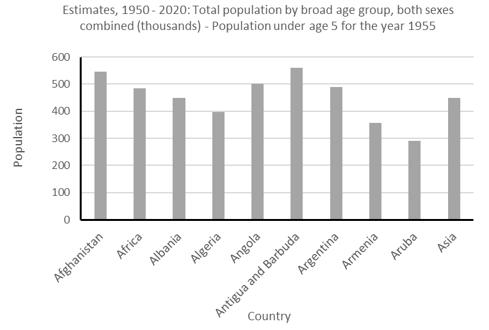 Estimates, 1950 - 2020: Total population by broad age group, both sexes
combined (thousands) - Population under age 5 for the year 1955
600
500
400
300
200
100
0
Population
Afghanistan
Africa
Albania
Algeria
Angola
Antigua and Barbuda
Argentina
Armenia
Aruba
Asia
Country